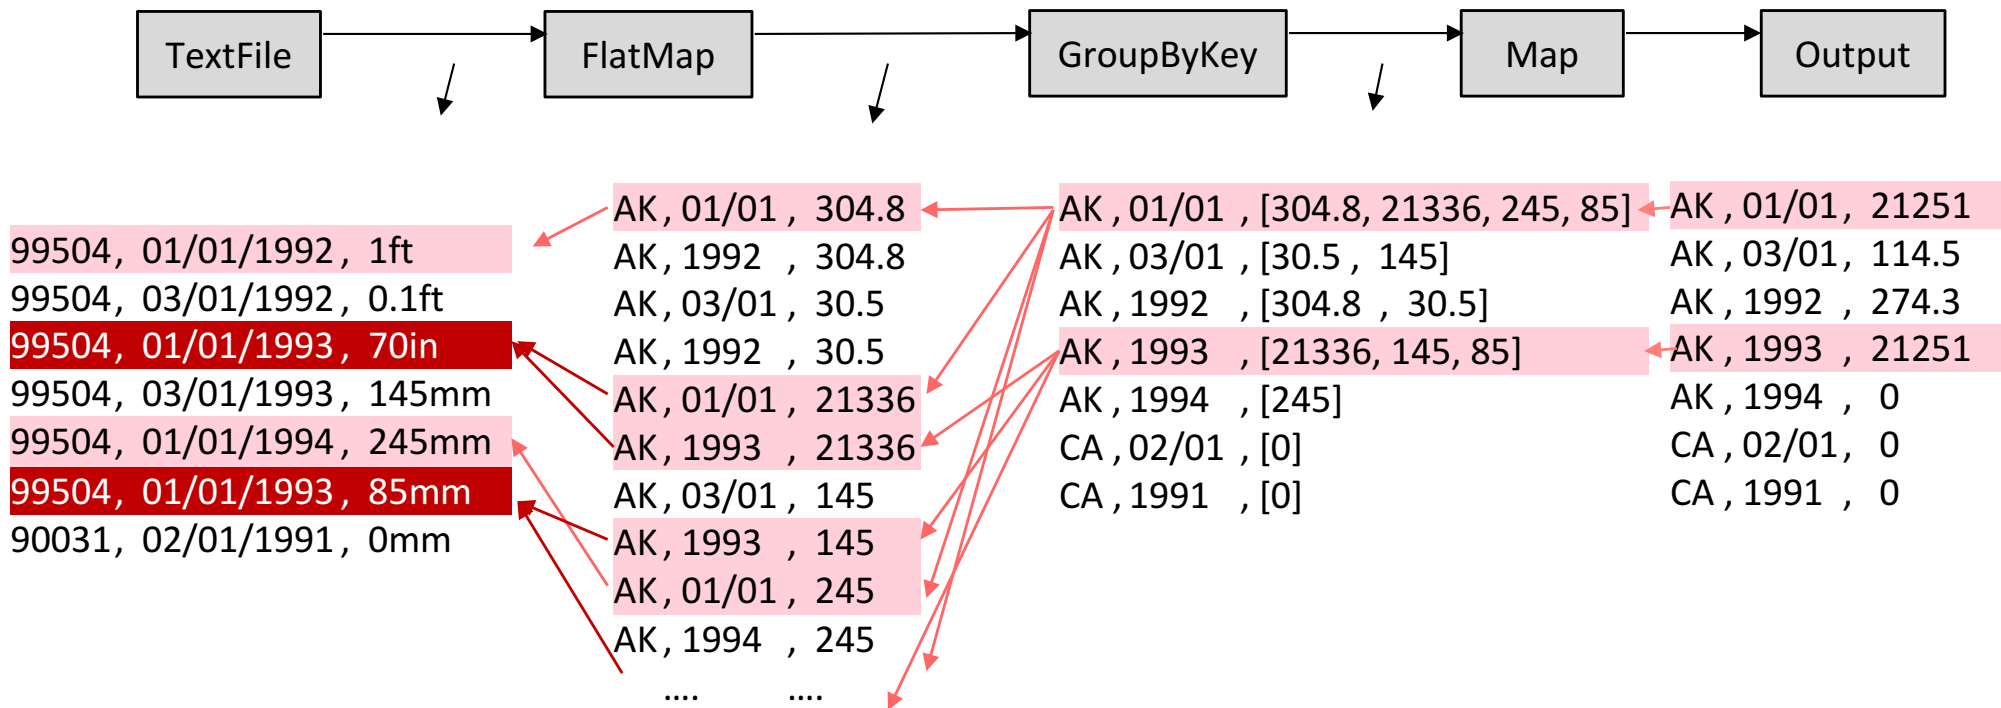 TextFile
FlatMap
GroupByKey
Map
Output
99504, 01/01/1992, 1ft
99504, 03/01/1992, 0.1ft
99504, 01/01/1993, 70in
99504, 03/01/1993, 145mm
99504, 01/01/1994, 245mm
99504, 01/01/1993, 85mm
90031, 02/01/1991, 0mm
AK, 01/01, 304.8
AK, 1992, 304.8
AK, 03/01, 30.5
AK, 1992, 30.5
AK, 01/01, 21336
AK, 1993, 21336
AK, 03/01, 145
AK, 1993, 145
AK, 01/01, 245
AK, 1994, 245
.... ....
AK, 01/01, [304.8, 21336, 245, 85]
AK, 03/01, [30.5, 145]
AK, 1992, [304.8, 30.5]
AK, 1993, [21336, 145, 85]
AK, 1994, [245]
CA, 02/01, [0]
CA, 1991, [0]
AK, 01/01, 21251
AK, 03/01, 114.5
AK, 1992, 274.3
AK, 1993, 21251
AK, 1994, 0
CA, 02/01, 0
CA, 1991, 0